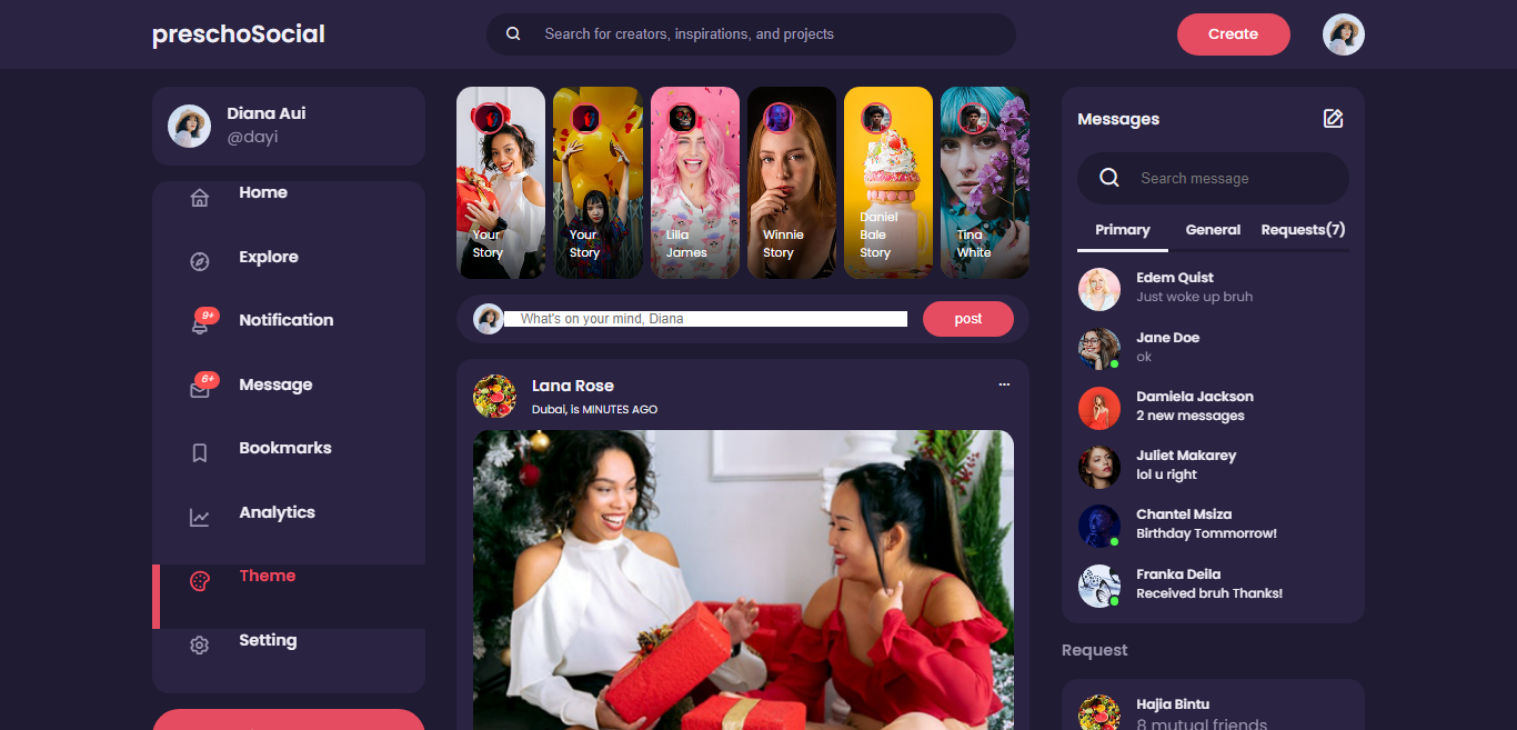 preschoSocial
Search for creators, inspirations, and projects
Create
Diana Aui
@dayi
Home
Explore
9+
Notification
6+
Message
Bookmarks
Analytics
Theme
Setting
Your
Story
Your
Story
Lilla
James
Winnie
Story
Daniel
Bale
Story
Tina
White
What's on your mind, Diana
post
Lana Rose
...
Dubai, is MINUTES AGO
Messages
Search message
Primary
General
Requests(7)
Edem Quist
Just woke up bruh
Jane Doe
ok
Damiela Jackson
2 new messages
Juliet Makarey
lol u right
Chantel Msiza
Birthday Tommorrow!
Franka Deila
Received bruh Thanks!
Request
Hajia Bintu
8 mutual friends